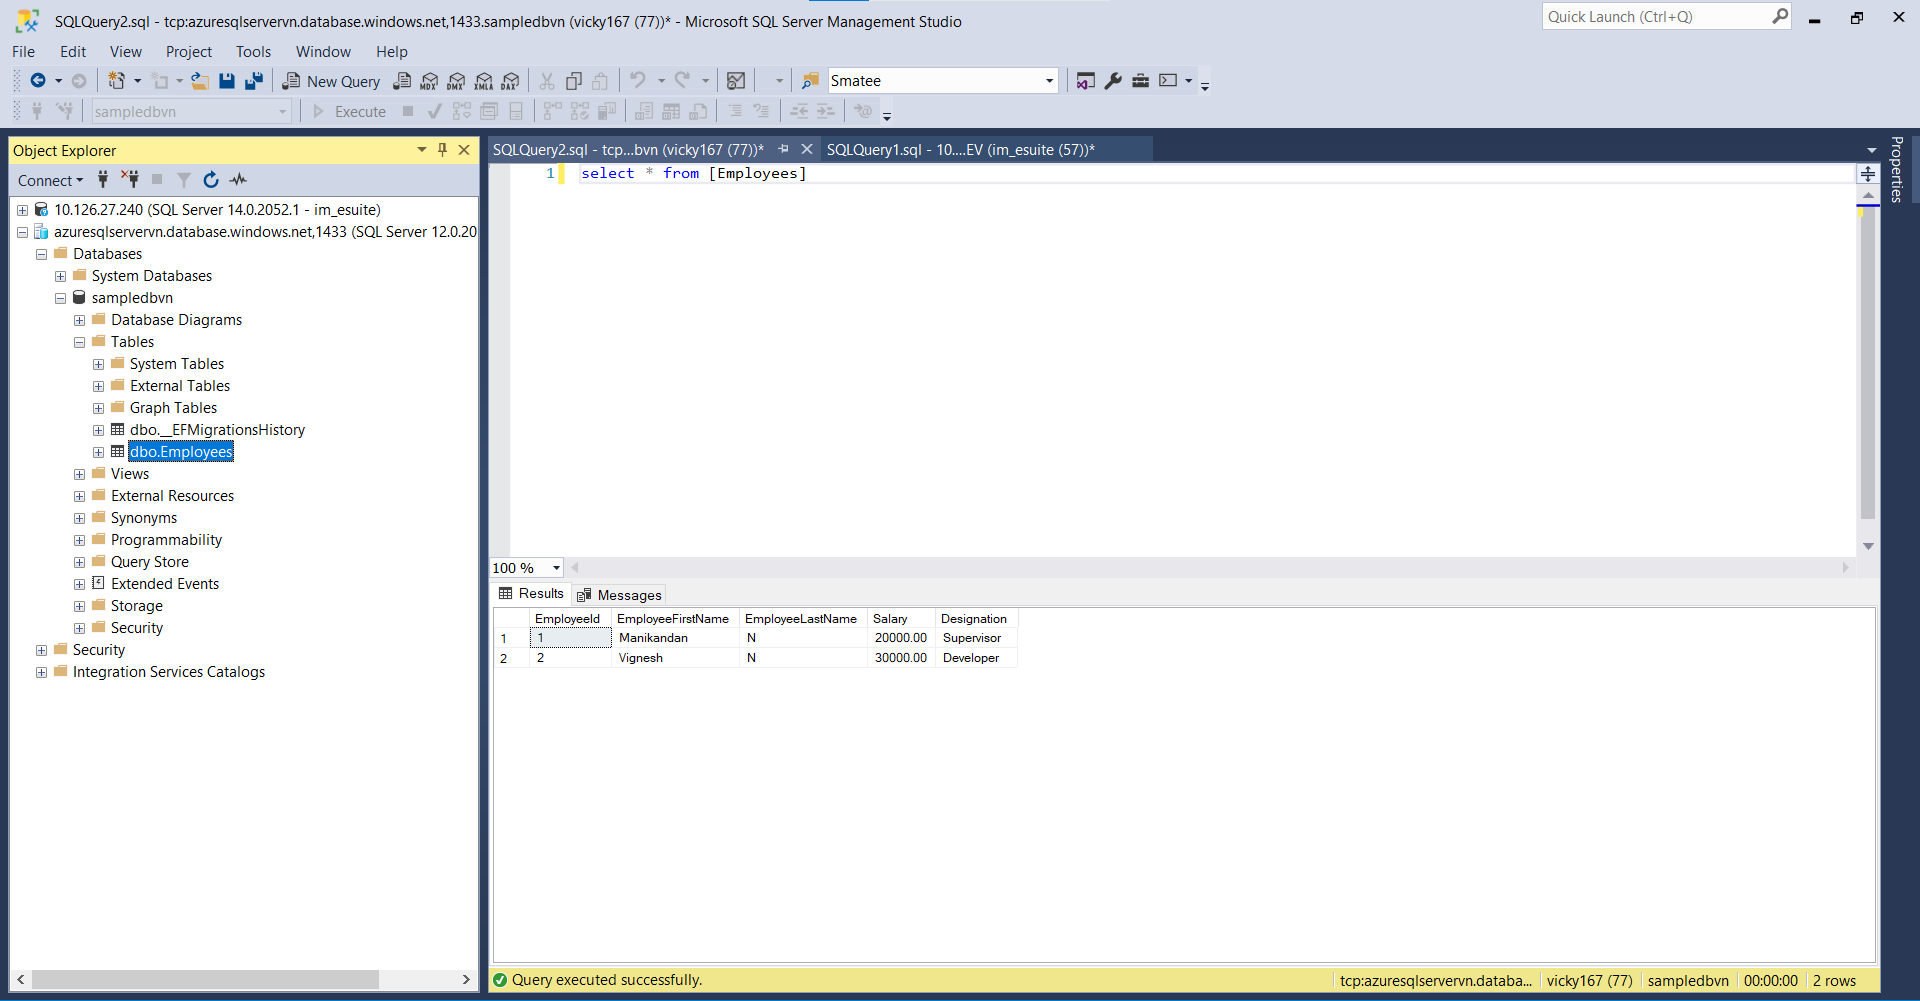 SQLQuery2.sql - tcp:azuresqlservervn.database.windows.net,1433.sampledbvn (vicky167 (77))* - Microsoft SQL Server Management Studio
Quick Launch (Ctrl+Q)
File Edit View Project Tools Window Help
New Query MDX DMX XMLA DAX Smatee
sampledbvn Execute
Object Explorer
SQLQuery2.sql - tcp...bvn (vicky167 (77))* SQLQuery1.sql - 10....EV (im_esuite (57))*
Properties
Connect
1 select * from [Employees]
10.126.27.240 (SQL Server 14.0.2052.1 - im_esuite)
azuresqlservervn.database.windows.net,1433 (SQL Server 12.0.20
Databases
System Databases
sampledbvn
Database Diagrams
Tables
System Tables
External Tables
Graph Tables
dbo.__EFMigrationsHistory
dbo.Employees
Views
External Resources
Synonyms
Programmability
Query Store
Extended Events
Storage
Security
Security
Integration Services Catalogs
100 %
Results Messages
EmployeeId EmployeeFirstName EmployeeLastName Salary Designation
1 1 Manikandan N 20000.00 Supervisor
2 2 Vignesh N 30000.00 Developer
Query executed successfully. tcp:azuresqlservervn.databa... vicky167 (77) sampledbvn 00:00:00 2 rows